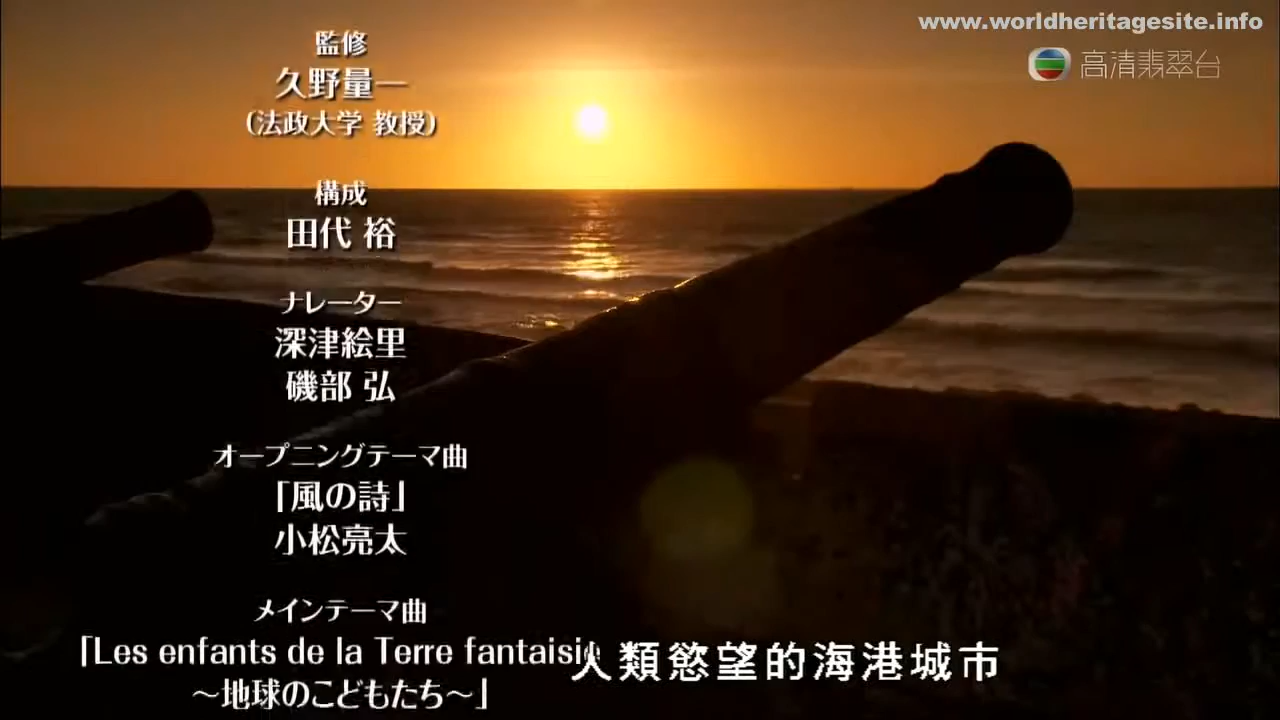 www.worldheritagesite.info
高清翡翠台
監修
久野量一
(法政大学 教授)
構成
田代 裕
ナレーター
深津絵里
磯部 弘
オープニングテーマ曲
「風の詩」
小松亮太
メインテーマ曲
「Les enfants de la Terre fantaisie
～地球のこどもたち～」
人類慾望的海港城市